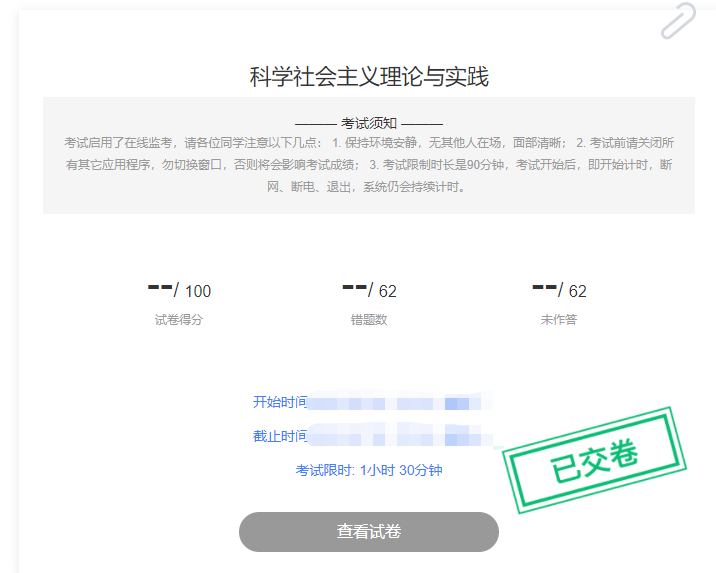 科学社会主义理论与实践
——— 考试须知 ———
考试启用了在线监考，请各位同学注意以下几点： 1. 保持环境安静，无其他人在场，面部清晰； 2. 考试前请关闭所
有其它应用程序，勿切换窗口，否则将会影响考试成绩； 3. 考试限制时长是90分钟，考试开始后，即开始计时，断
网、断电、退出，系统仍会持续计时。
--/ 100 --/ 62 --/ 62
试卷得分 错题数 未作答
开始时间
截止时间
考试限时: 1小时 30分钟
已交卷
查看试卷